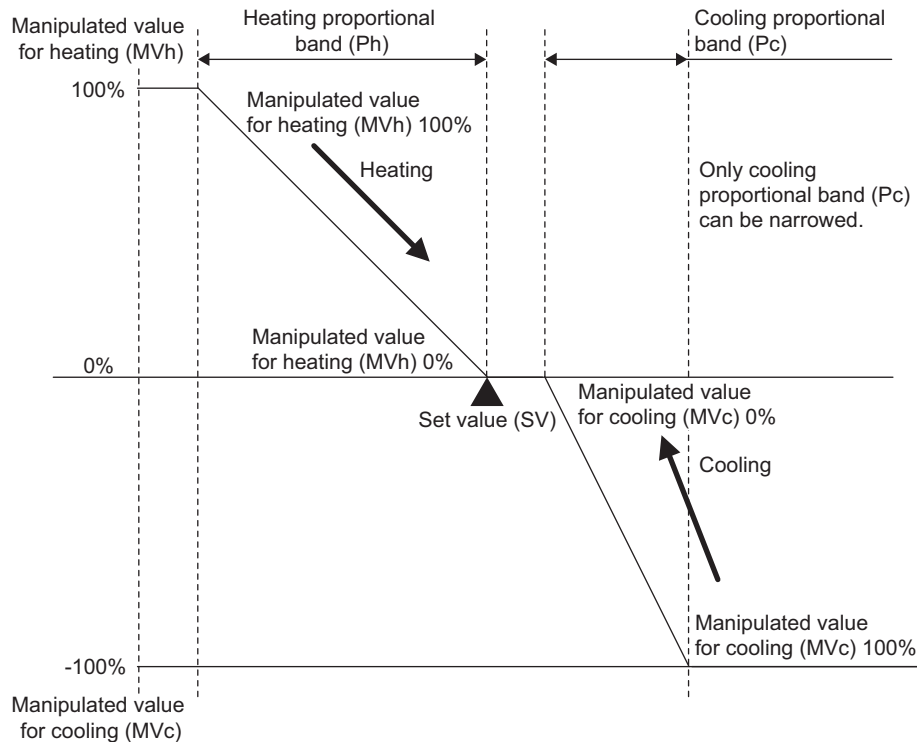 Manipulated value
for heating (MVh)
Heating proportional
band (Ph)
Cooling proportional
band (Pc)
100%
Manipulated value
for heating (MVh) 100%
Heating
Only cooling
proportional band (Pc)
can be narrowed.
Manipulated value
for heating (MVh) 0%
0%
Set value (SV)
Manipulated value
for cooling (MVc) 0%
Cooling
Manipulated value
for cooling (MVc) 100%
-100%
Manipulated value
for cooling (MVc)